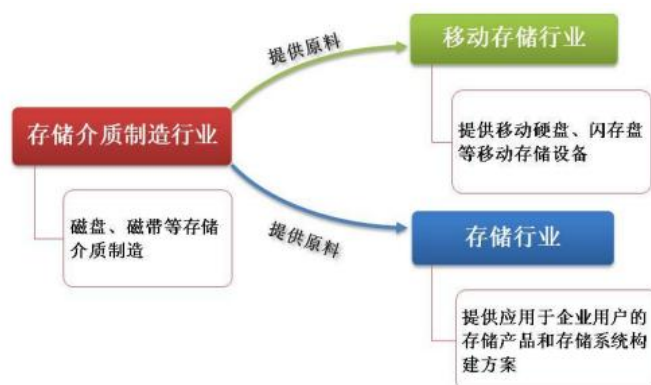 提供原料
移动存储行业
提供移动硬盘、闪存盘
等移动存储设备
存储介质制造行业
磁盘、磁带等存储
介质制造
提供原料
存储行业
提供应用于企业用户的
存储产品和存储系统构
建方案